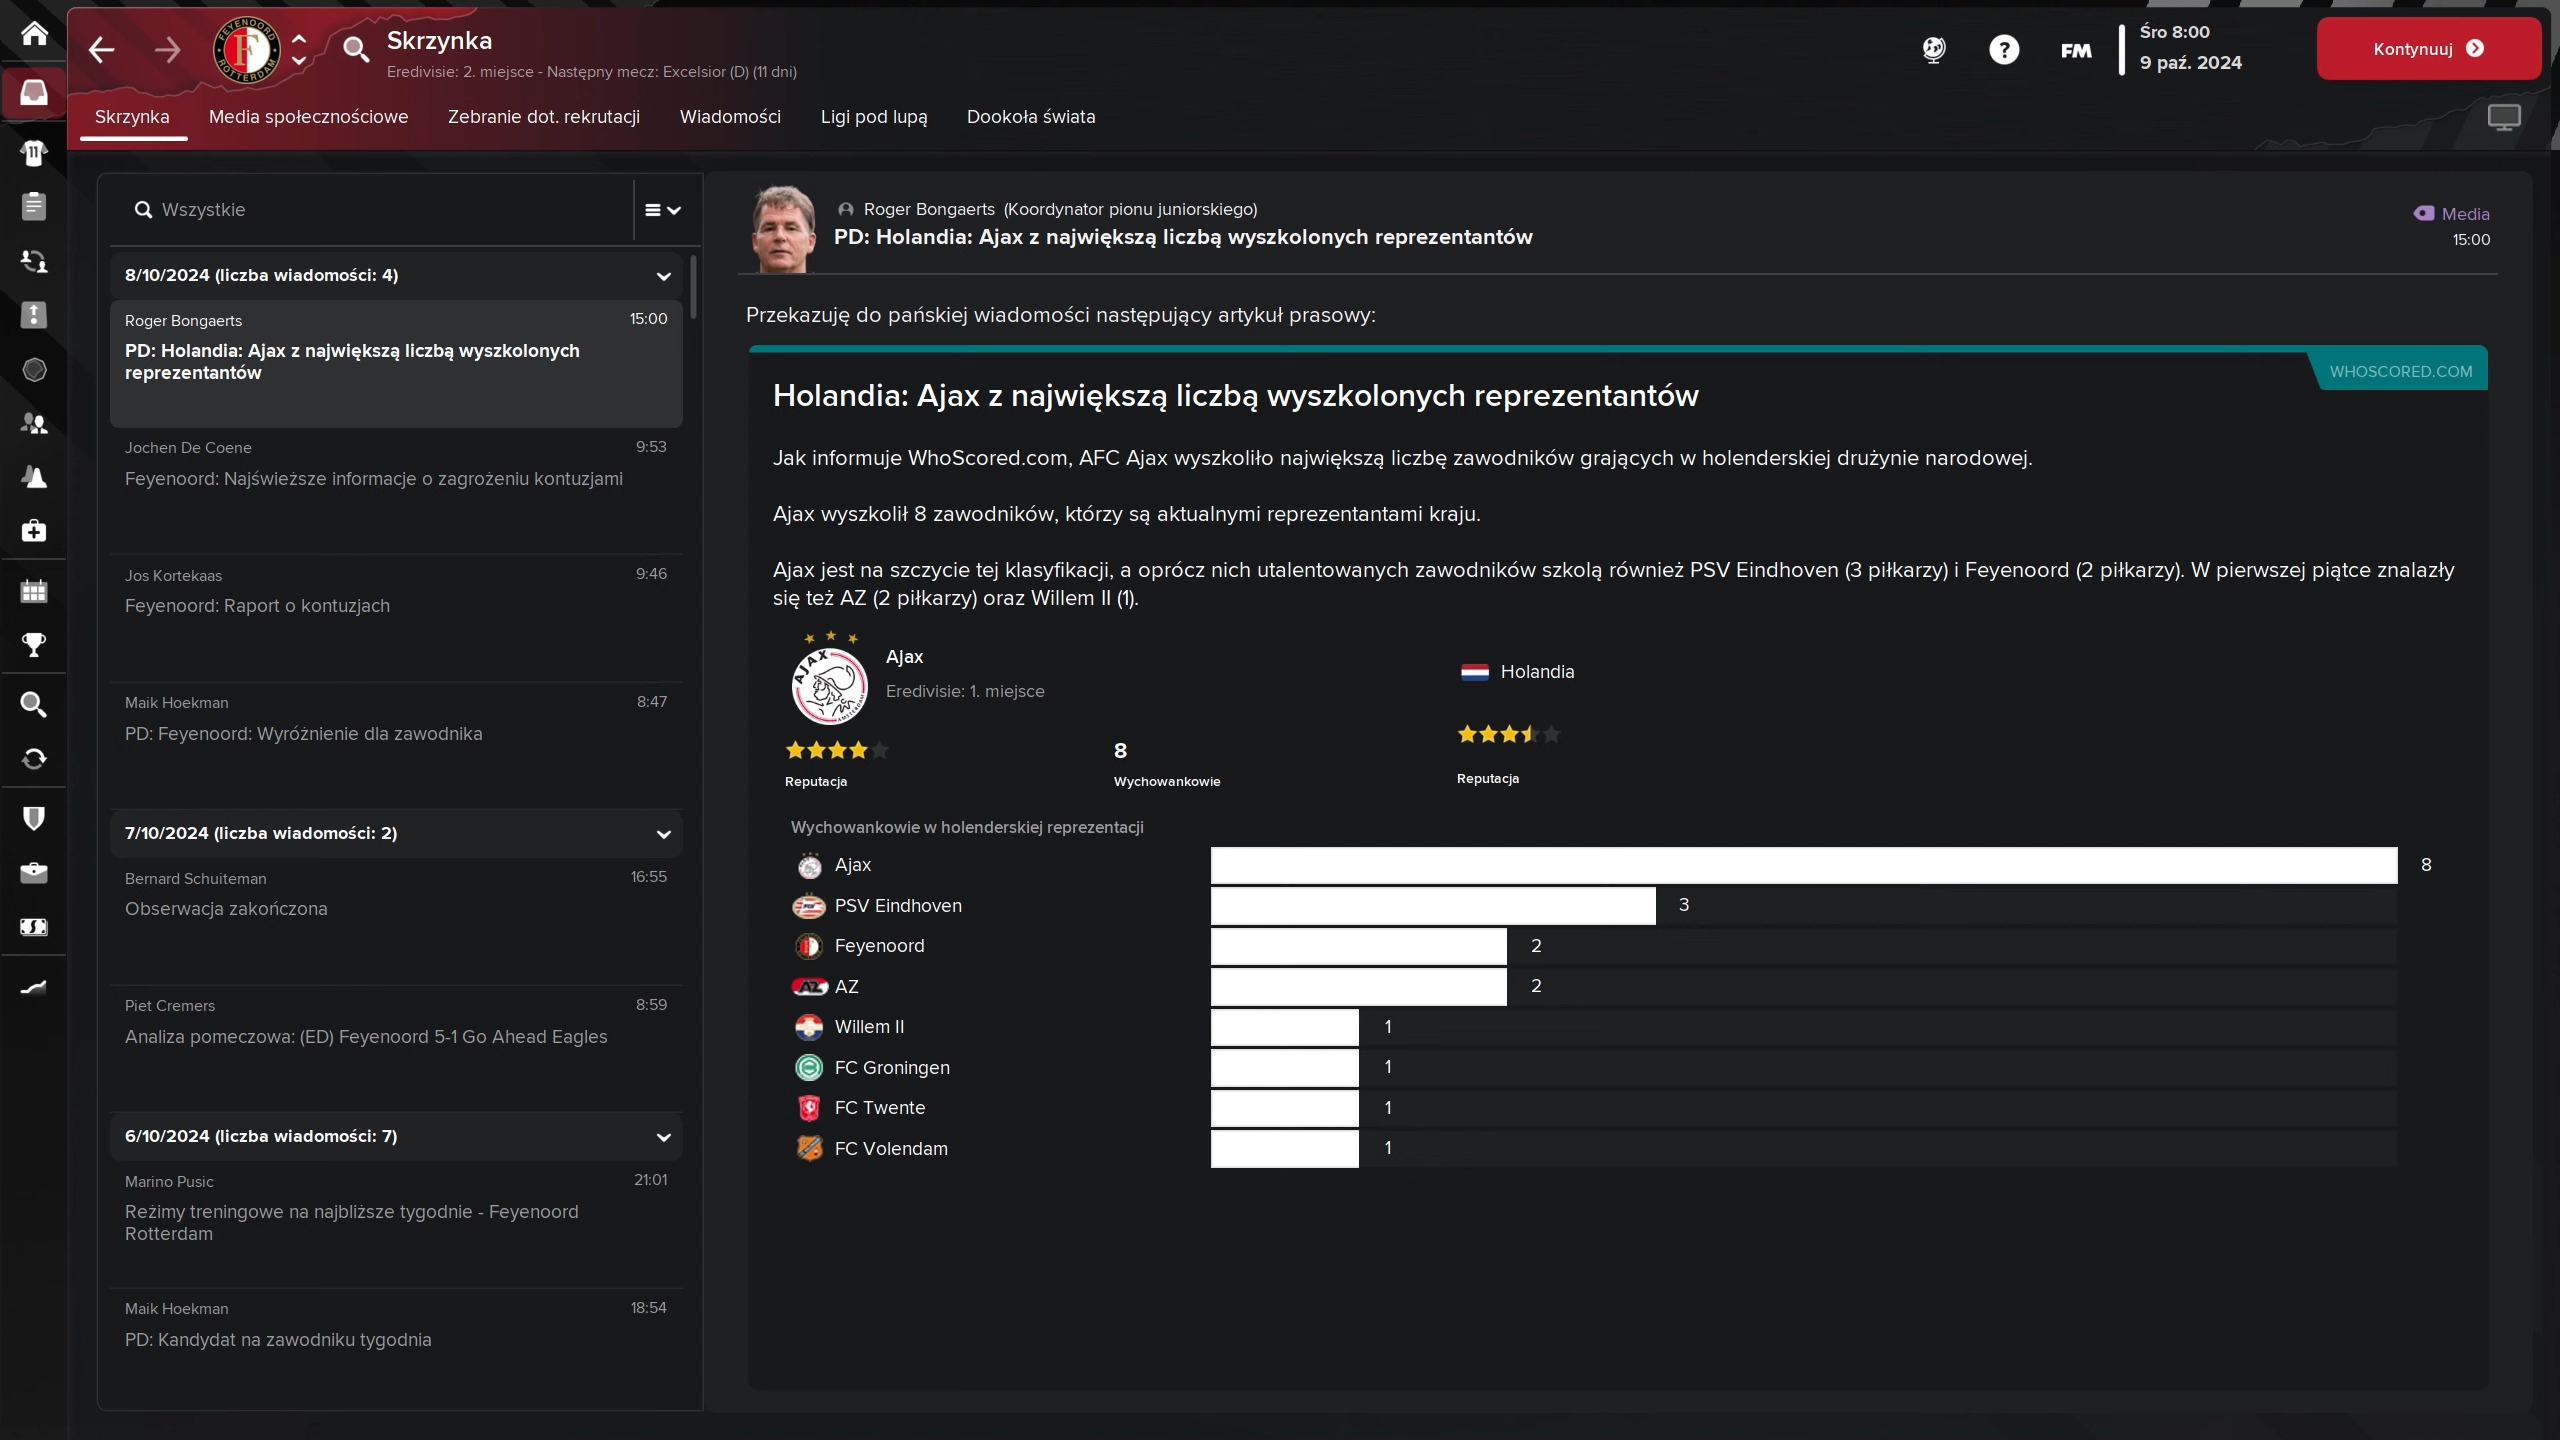 Skrzynka
Eredivisie: 2. miejsce - Następny mecz: Excelsior (D) (11 dni)
FM
Śro 8:00
9 paź. 2024
Kontynuuj
Skrzynka
Media społecznościowe
Zebranie dot. rekrutacji
Wiadomości
Ligi pod lupą
Dookoła świata
Wszystkie
8/10/2024 (liczba wiadomości: 4)
Roger Bongaerts
15:00
PD: Holandia: Ajax z największą liczbą wyszkolonych
reprezentantów
Jochen De Coene
9:53
Feyenoord: Najświeższe informacje o zagrożeniu kontuzjami
Jos Kortekaas
9:46
Feyenoord: Raport o kontuzjach
Maik Hoekman
8:47
PD: Feyenoord: Wyróżnienie dla zawodnika
7/10/2024 (liczba wiadomości: 2)
Bernard Schuiteman
16:55
Obserwacja zakończona
Piet Cremers
8:59
Analiza pomeczowa: (ED) Feyenoord 5-1 Go Ahead Eagles
6/10/2024 (liczba wiadomości: 7)
Marino Pusic
21:01
Reżimy treningowe na najbliższe tygodnie - Feyenoord
Rotterdam
Maik Hoekman
18:54
PD: Kandydat na zawodniku tygodnia
Roger Bongaerts (Koordynator pionu juniorskiego)
PD: Holandia: Ajax z największą liczbą wyszkolonych reprezentantów
Media
15:00
Przekazuję do pańskiej wiadomości następujący artykuł prasowy:
WHOSCORED.COM
Holandia: Ajax z największą liczbą wyszkolonych reprezentantów
Jak informuje WhoScored.com, AFC Ajax wyszkoliło największą liczbę zawodników grających w holenderskiej drużynie narodowej.
Ajax wyszkolił 8 zawodników, którzy są aktualnymi reprezentantami kraju.
Ajax jest na szczycie tej klasyfikacji, a oprócz nich utalentowanych zawodników szkolą również PSV Eindhoven (3 piłkarzy) i Feyenoord (2 piłkarzy). W pierwszej piątce znalazły
się też AZ (2 piłkarzy) oraz Willem II (1).
Ajax
Eredivisie: 1. miejsce
Holandia
8
Reputacja
Wychowankowie
Reputacja
Wychowankowie w holenderskiej reprezentacji
Ajax 8
PSV Eindhoven 3
Feyenoord 2
AZ 2
Willem II 1
FC Groningen 1
FC Twente 1
FC Volendam 1